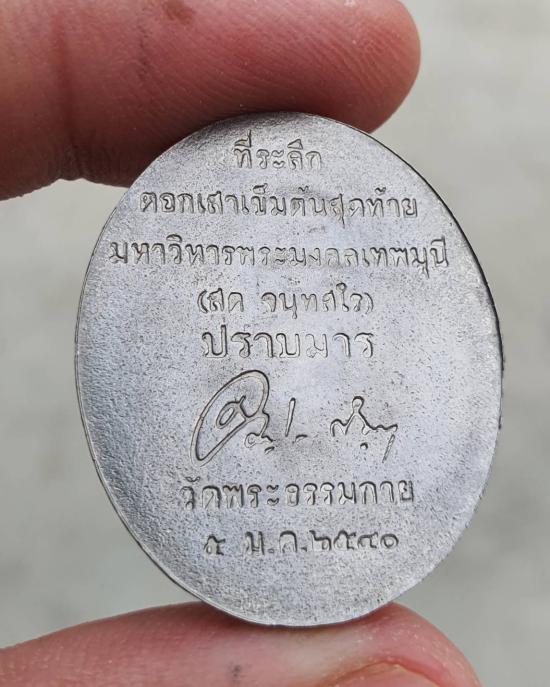 ที่ระลึก
ตอกเสาเข็มต้นสุดท้าย
มหาวิหารพระมงคลเทพมุนี
(สด จนฺทสโร)
ปราบมาร
วัดพระธรรมกาย
๕ ม.ค.๒๕๔๐